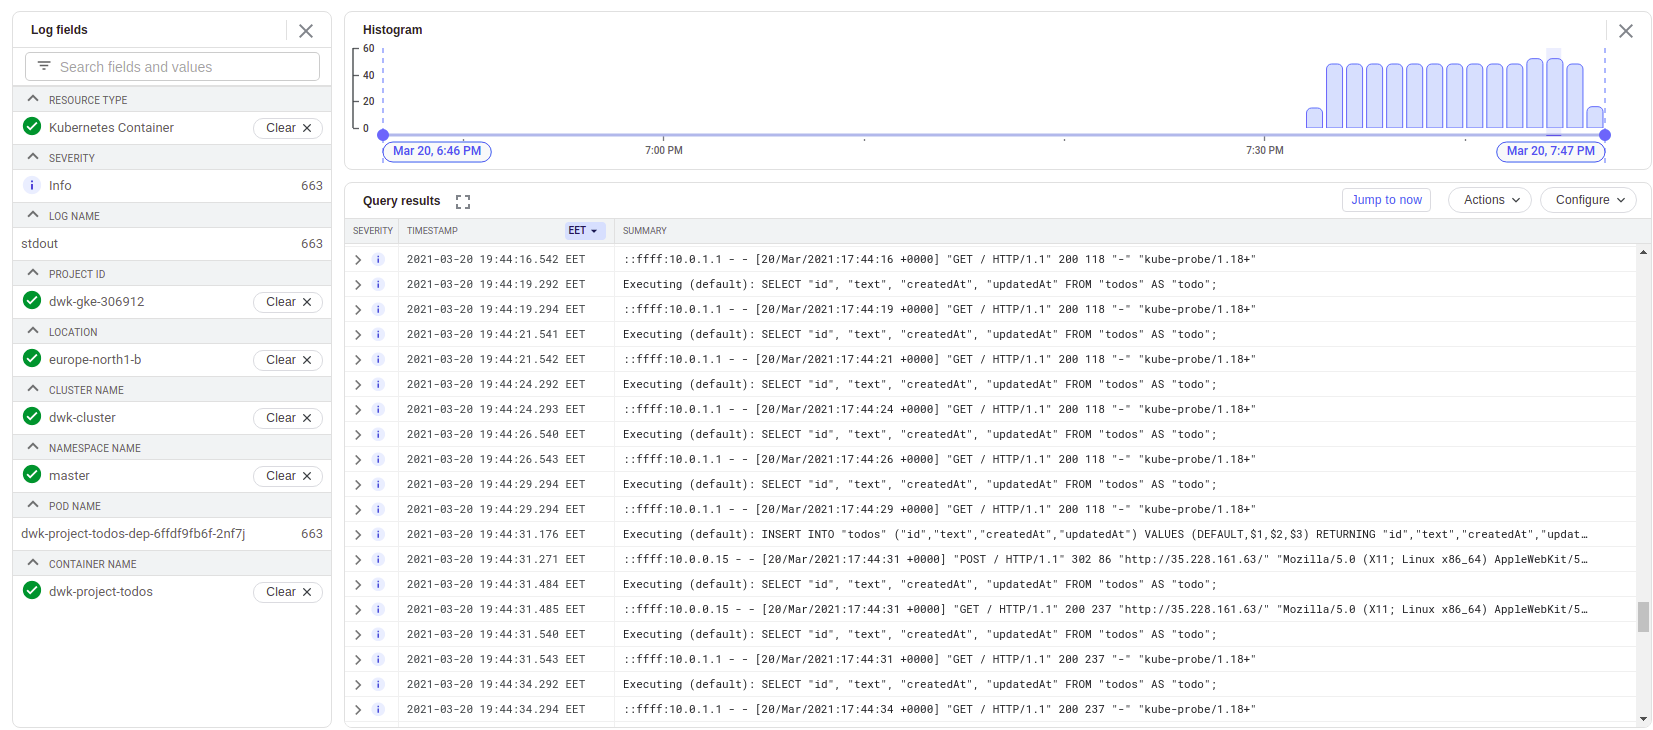 Log fields
Search fields and values
RESOURCE TYPE
Kubernetes Container Clear
SEVERITY
Info 663
LOG NAME
stdout 663
PROJECT ID
dwk-gke-306912 Clear
LOCATION
europe-north1-b Clear
CLUSTER NAME
dwk-cluster Clear
NAMESPACE NAME
master Clear
POD NAME
dwk-project-todos-dep-6ffdf9fb6f-2nf7j 663
CONTAINER NAME
dwk-project-todos Clear
Histogram
60
40
20
0
Mar 20, 6:46 PM 7:00 PM 7:30 PM Mar 20, 7:47 PM
Query results Jump to now Actions Configure
SEVERITY TIMESTAMP EET SUMMARY
2021-03-20 19:44:16.542 EET ::ffff:10.0.1.1 - - [20/Mar/2021:17:44:16 +0000] "GET / HTTP/1.1" 200 118 "-" "kube-probe/1.18+"
2021-03-20 19:44:19.292 EET Executing (default): SELECT "id", "text", "createdAt", "updatedAt" FROM "todos" AS "todo";
2021-03-20 19:44:19.294 EET ::ffff:10.0.1.1 - - [20/Mar/2021:17:44:19 +0000] "GET / HTTP/1.1" 200 118 "-" "kube-probe/1.18+"
2021-03-20 19:44:21.541 EET Executing (default): SELECT "id", "text", "createdAt", "updatedAt" FROM "todos" AS "todo";
2021-03-20 19:44:21.542 EET ::ffff:10.0.1.1 - - [20/Mar/2021:17:44:21 +0000] "GET / HTTP/1.1" 200 118 "-" "kube-probe/1.18+"
2021-03-20 19:44:24.292 EET Executing (default): SELECT "id", "text", "createdAt", "updatedAt" FROM "todos" AS "todo";
2021-03-20 19:44:24.293 EET ::ffff:10.0.1.1 - - [20/Mar/2021:17:44:24 +0000] "GET / HTTP/1.1" 200 118 "-" "kube-probe/1.18+"
2021-03-20 19:44:26.540 EET Executing (default): SELECT "id", "text", "createdAt", "updatedAt" FROM "todos" AS "todo";
2021-03-20 19:44:26.543 EET ::ffff:10.0.1.1 - - [20/Mar/2021:17:44:26 +0000] "GET / HTTP/1.1" 200 118 "-" "kube-probe/1.18+"
2021-03-20 19:44:29.294 EET Executing (default): SELECT "id", "text", "createdAt", "updatedAt" FROM "todos" AS "todo";
2021-03-20 19:44:29.294 EET ::ffff:10.0.1.1 - - [20/Mar/2021:17:44:29 +0000] "GET / HTTP/1.1" 200 118 "-" "kube-probe/1.18+"
2021-03-20 19:44:31.176 EET Executing (default): INSERT INTO "todos" ("id","text","createdAt","updatedAt") VALUES (DEFAULT,$1,$2,$3) RETURNING "id","text","createdAt","updat…
2021-03-20 19:44:31.271 EET ::ffff:10.0.0.15 - - [20/Mar/2021:17:44:31 +0000] "POST / HTTP/1.1" 302 86 "http://35.228.161.63/" "Mozilla/5.0 (X11; Linux x86_64) AppleWebKit/5…
2021-03-20 19:44:31.484 EET Executing (default): SELECT "id", "text", "createdAt", "updatedAt" FROM "todos" AS "todo";
2021-03-20 19:44:31.485 EET ::ffff:10.0.0.15 - - [20/Mar/2021:17:44:31 +0000] "GET / HTTP/1.1" 200 237 "http://35.228.161.63/" "Mozilla/5.0 (X11; Linux x86_64) AppleWebKit/5…
2021-03-20 19:44:31.540 EET Executing (default): SELECT "id", "text", "createdAt", "updatedAt" FROM "todos" AS "todo";
2021-03-20 19:44:31.543 EET ::ffff:10.0.1.1 - - [20/Mar/2021:17:44:31 +0000] "GET / HTTP/1.1" 200 237 "-" "kube-probe/1.18+"
2021-03-20 19:44:34.292 EET Executing (default): SELECT "id", "text", "createdAt", "updatedAt" FROM "todos" AS "todo";
2021-03-20 19:44:34.294 EET ::ffff:10.0.1.1 - - [20/Mar/2021:17:44:34 +0000] "GET / HTTP/1.1" 200 237 "-" "kube-probe/1.18+"